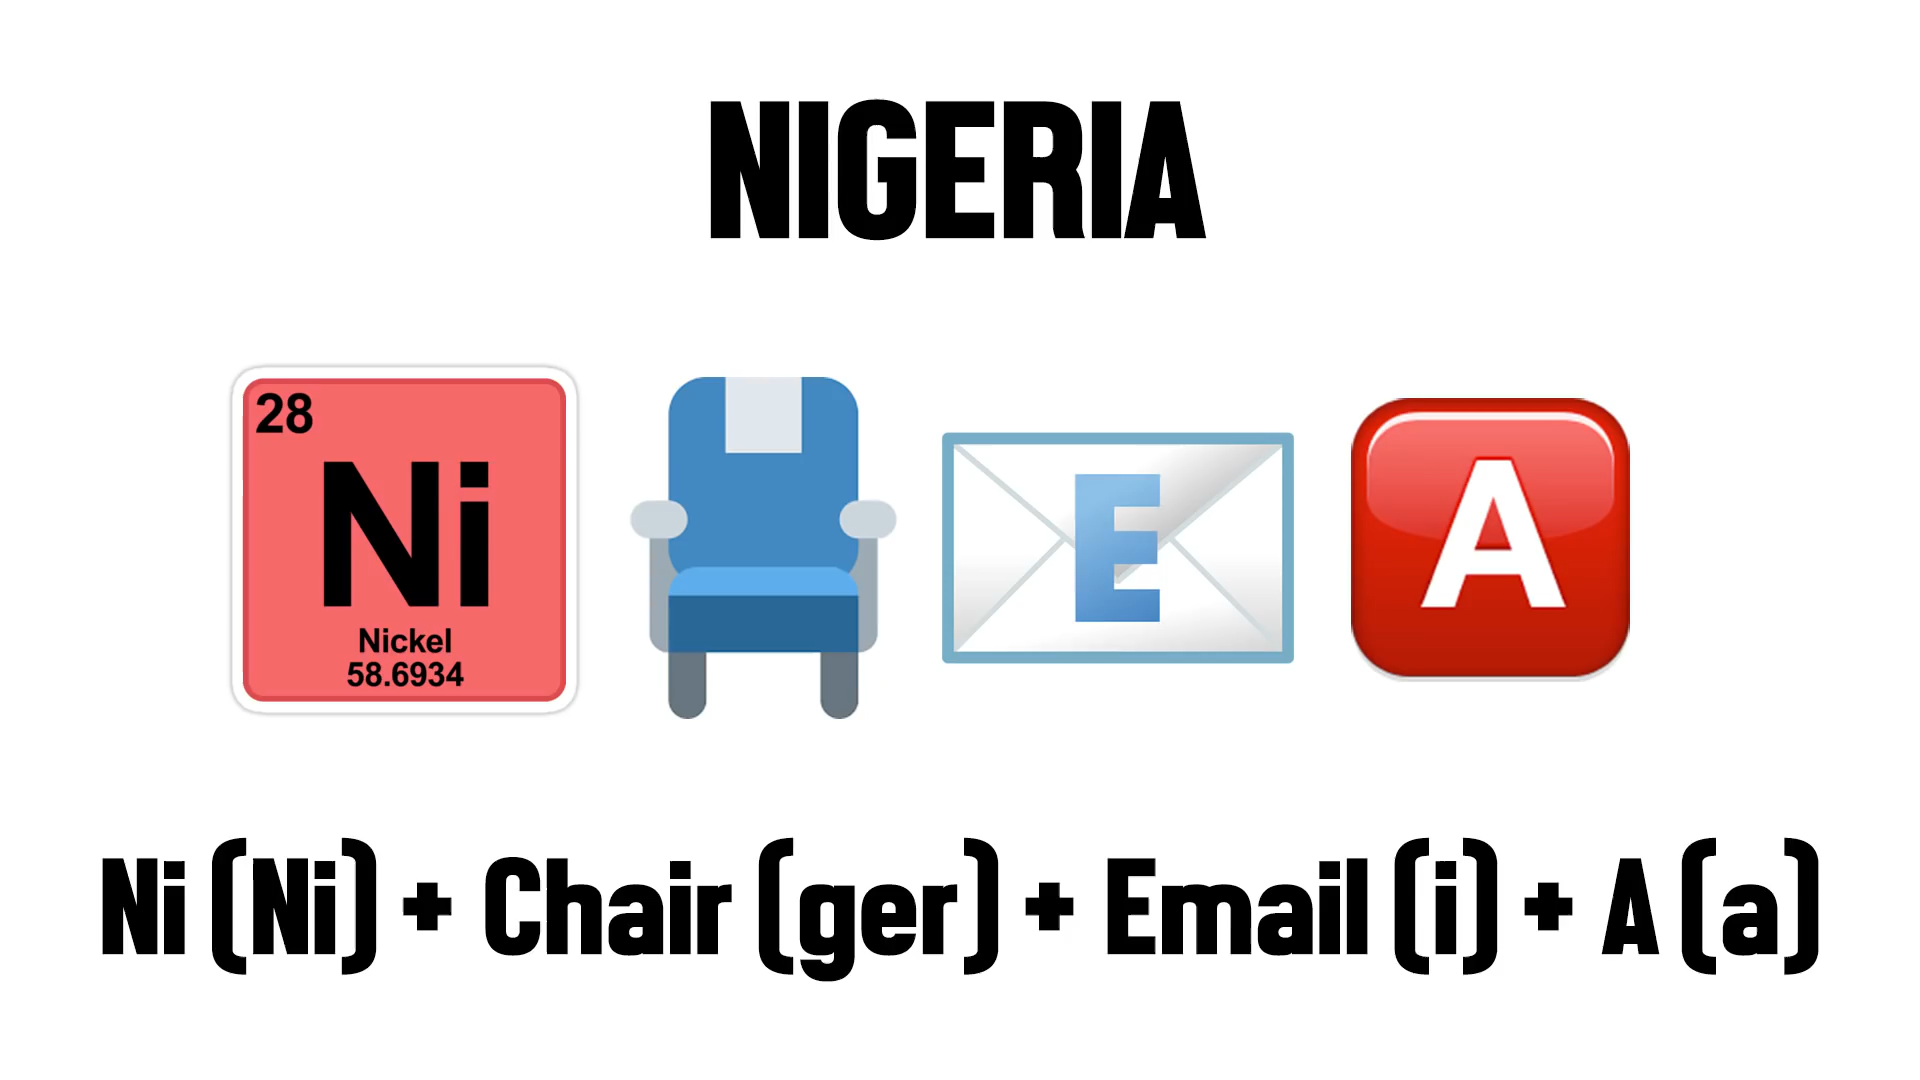 NIGERIA
28
Ni
Nickel
58.6934
E
A
Ni (Ni) + Chair (ger) + Email (i) + A (a)